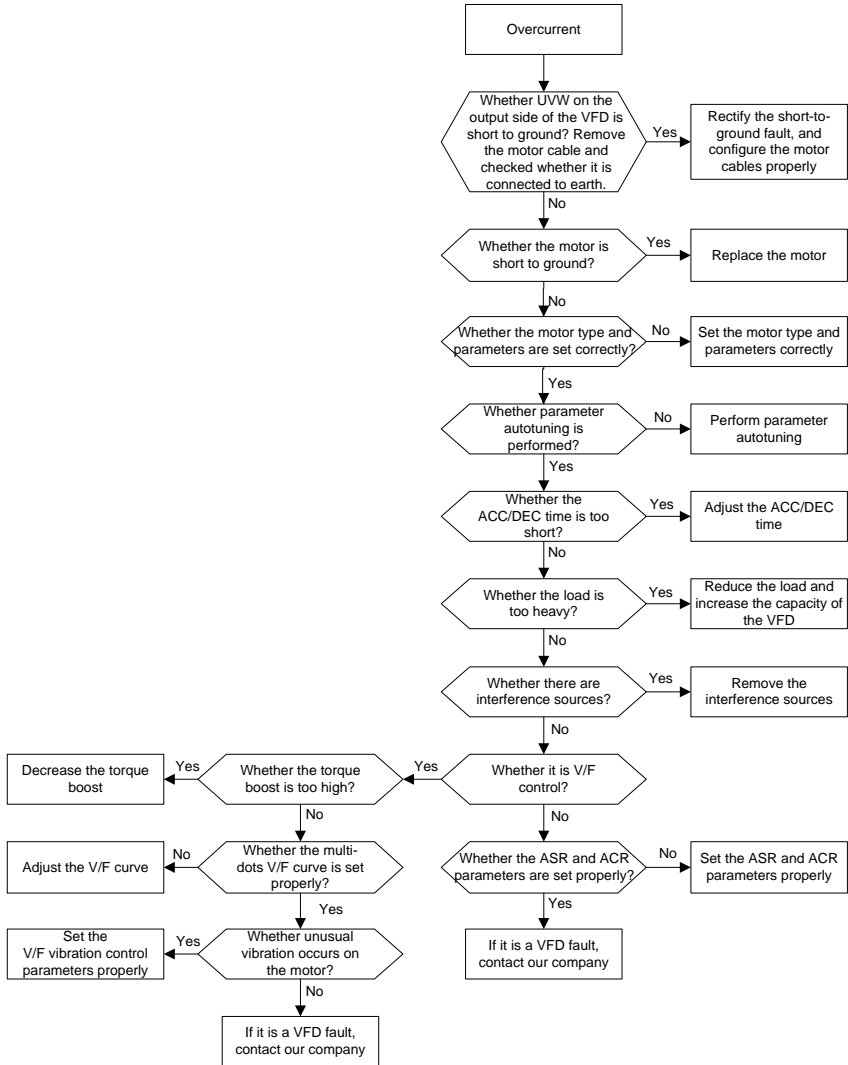 Overcurrent
Whether UVW on the
output side of the VFD is
short to ground? Remove
the motor cable and
checked whether it is
connected to earth.
Yes
Rectify the short-to-
ground fault, and
configure the motor
cables properly
No
Whether the motor is
short to ground?
Yes
Replace the motor
No
Whether the motor type and
parameters are set correctly?
No
Set the motor type and
parameters correctly
Yes
Whether parameter
autotuning is
performed?
No
Perform parameter
autotuning
Yes
Whether the
ACC/DEC time is too
short?
Yes
Adjust the ACC/DEC
time
No
Whether the load is
too heavy?
Yes
Reduce the load and
increase the capacity of
the VFD
No
Whether there are
interference sources?
Yes
Remove the
interference sources
No
Whether it is V/F
control?
Yes
Whether the torque
boost is too high?
Yes
Decrease the torque
boost
No
Whether the multi-
dots V/F curve is set
properly?
No
Adjust the V/F curve
Yes
Whether unusual
vibration occurs on
the motor?
Yes
Set the
V/F vibration control
parameters properly
No
If it is a VFD fault,
contact our company
No
Whether the ASR and ACR
parameters are set properly?
No
Set the ASR and ACR
parameters properly
Yes
If it is a VFD fault,
contact our company